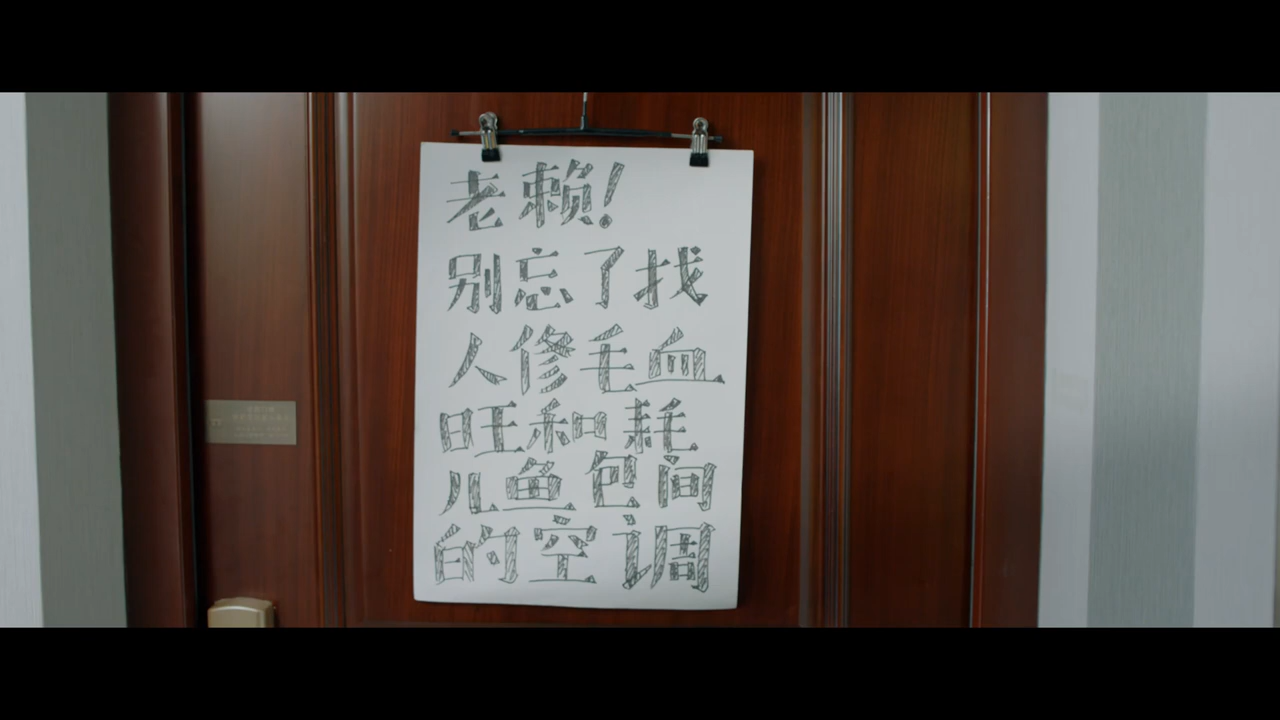 老赖！
别忘了找
人修毛血
旺和耗
儿鱼包间
的空调